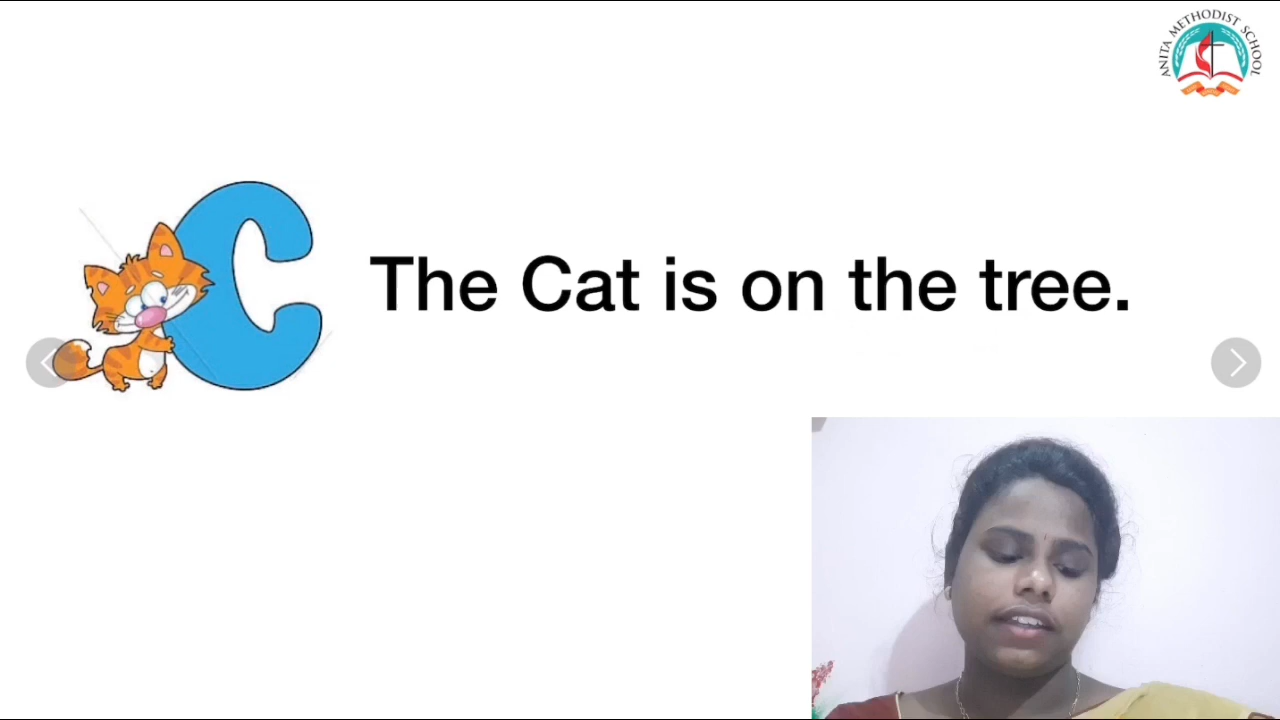 ANITA METHODIST SCHOOL
C
The Cat is on the tree.